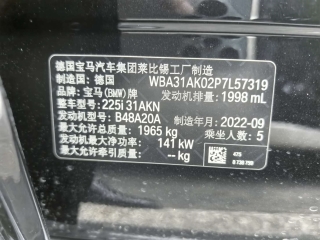 德国宝马汽车集团莱比锡工厂制造
制造国：德国 WBA31AK02P7L57319
品牌：宝马(BMW)牌 发动机排量：1998 mL
整车型号：225i 31AKN
发动机型号：B48A20A 制造年月：2022-09
最大允许总质量：1965 kg 乘坐人数：5
发动机最大净功率：141 kW
最大允许牵引质量：-- kg
475